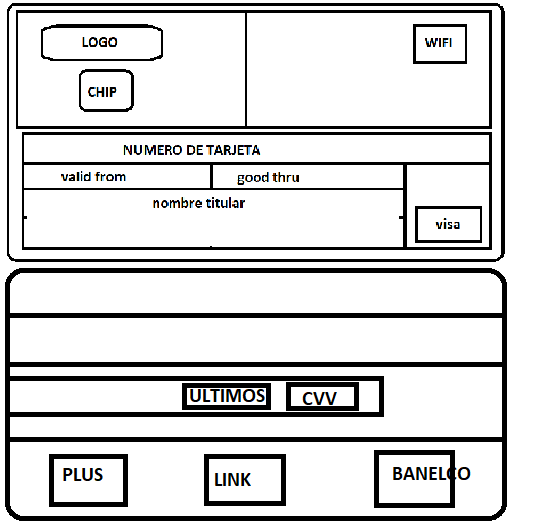 LOGO
WIFI
CHIP
NUMERO DE TARJETA
valid from
good thru
nombre titular
visa
ULTIMOS
CVV
PLUS
LINK
BANELCO